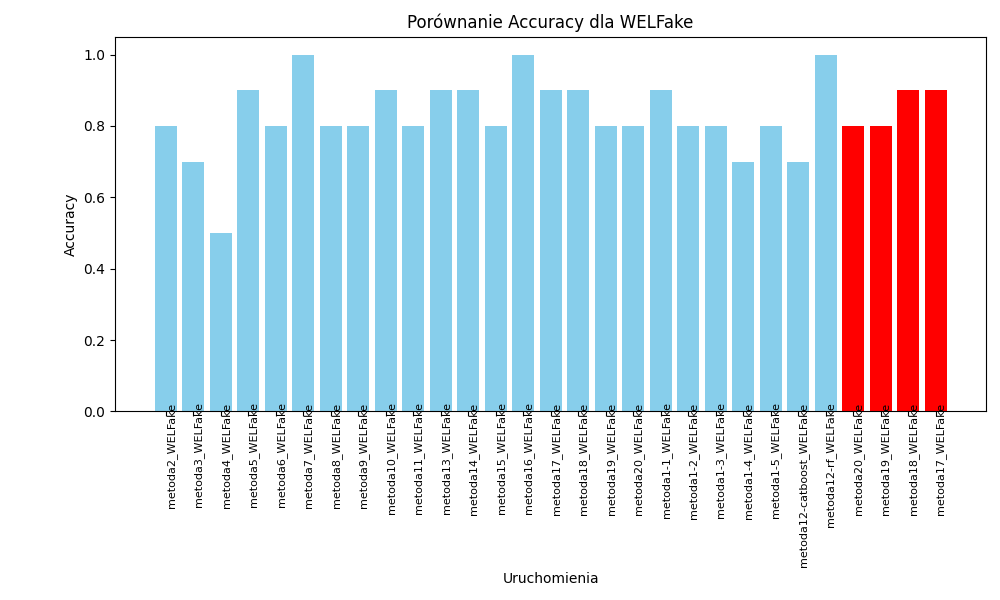 Porównanie Accuracy dla WELFake
Accuracy
1.0
0.8
0.6
0.4
0.2
0.0
metoda2_WELFake
metoda3_WELFake
metoda4_WELFake
metoda5_WELFake
metoda6_WELFake
metoda7_WELFake
metoda8_WELFake
metoda9_WELFake
metoda10_WELFake
metoda11_WELFake
metoda13_WELFake
metoda14_WELFake
metoda15_WELFake
metoda16_WELFake
metoda17_WELFake
metoda18_WELFake
metoda19_WELFake
metoda20_WELFake
metoda1-1_WELFake
metoda1-2_WELFake
metoda1-3_WELFake
metoda1-4_WELFake
metoda1-5_WELFake
metoda12-catboost_WELFake
metoda12-rf_WELFake
metoda20_WELFake
metoda19_WELFake
metoda18_WELFake
metoda17_WELFake
Uruchomienia